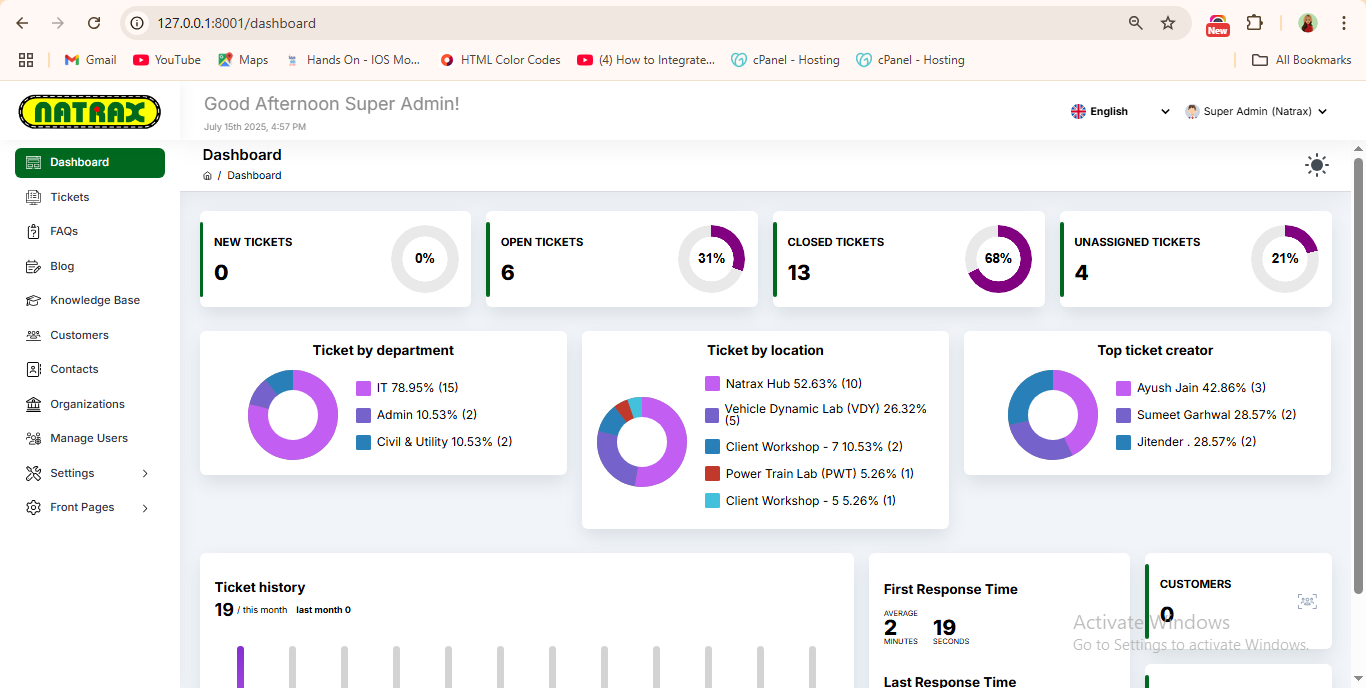 127.0.0.1:8001/dashboard
New
Gmail
YouTube
Maps
Hands On - IOS Mo...
HTML Color Codes
(4) How to Integrate...
cPanel - Hosting
cPanel - Hosting
All Bookmarks
NATRAX
Good Afternoon Super Admin!
July 15th 2025, 4:57 PM
English
Super Admin (Natrax)
Dashboard
Tickets
FAQs
Blog
Knowledge Base
Customers
Contacts
Organizations
Manage Users
Settings
Front Pages
Dashboard
/ Dashboard
NEW TICKETS
0
0%
OPEN TICKETS
6
31%
CLOSED TICKETS
13
68%
UNASSIGNED TICKETS
4
21%
Ticket by department
IT 78.95% (15)
Admin 10.53% (2)
Civil & Utility 10.53% (2)
Ticket by location
Natrax Hub 52.63% (10)
Vehicle Dynamic Lab (VDY) 26.32%
(5)
Client Workshop - 7 10.53% (2)
Power Train Lab (PWT) 5.26% (1)
Client Workshop - 5 5.26% (1)
Top ticket creator
Ayush Jain 42.86% (3)
Sumeet Garhwal 28.57% (2)
Jitender . 28.57% (2)
Ticket history
19 / this month last month 0
First Response Time
AVERAGE
2 19
MINUTES SECONDS
Last Response Time
CUSTOMERS
0
Activate Windows
Go to Settings to activate Windows.